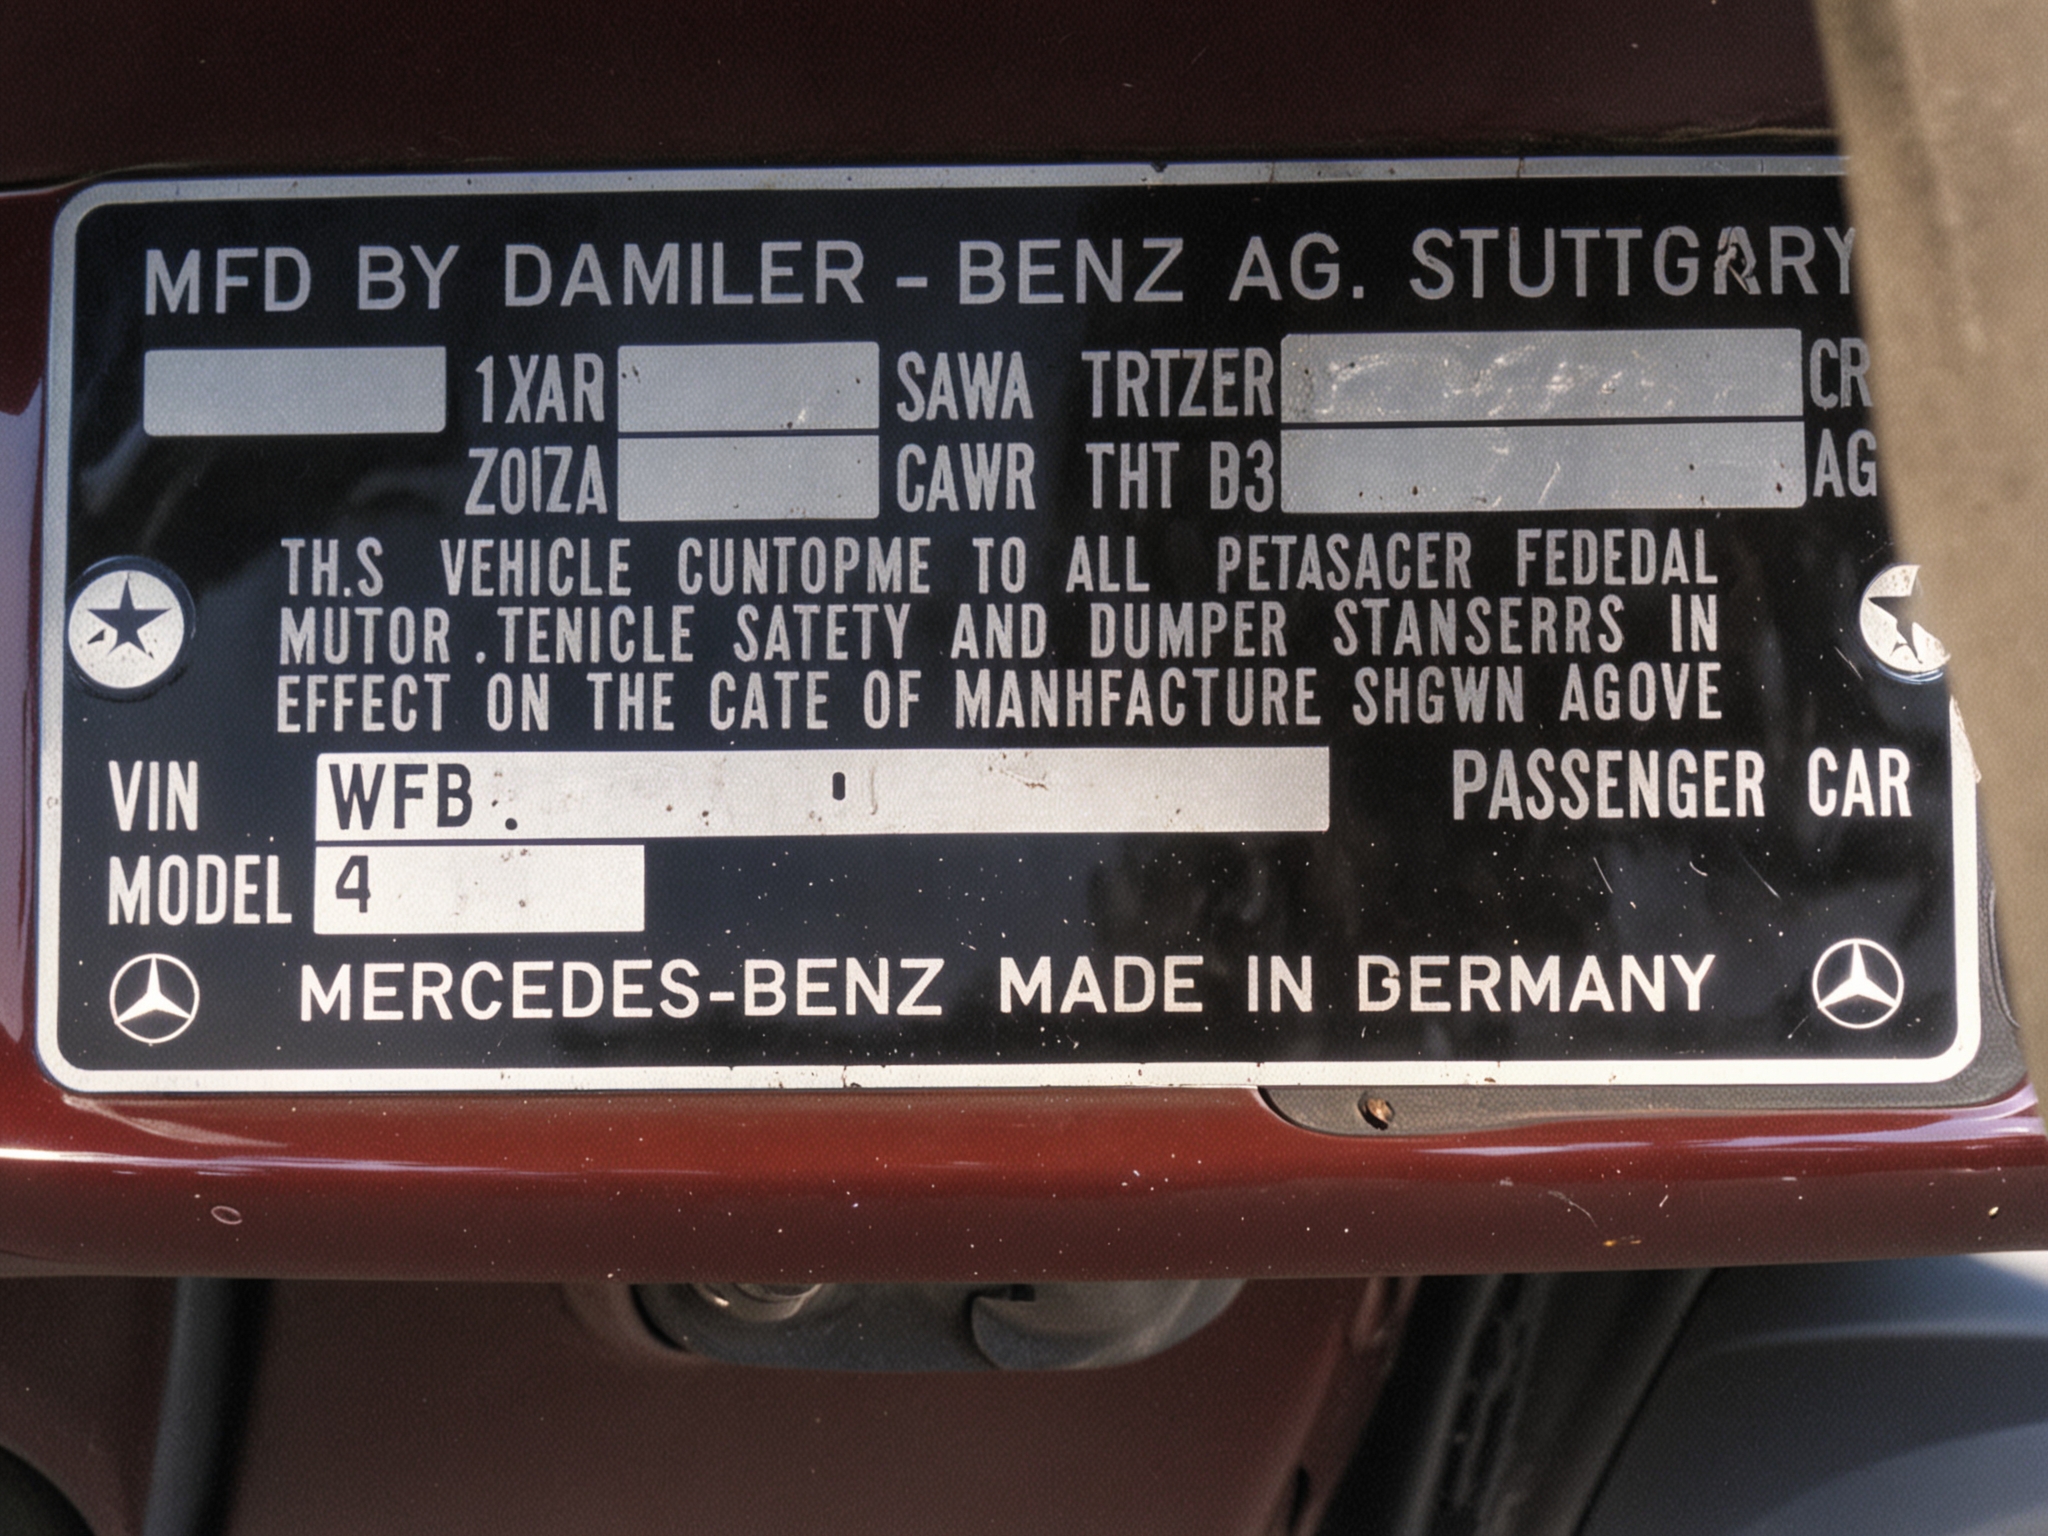 MFD BY DAMILER - BENZ AG. STUTTGARY
1XAR SAWA TRTZER CR
Z01ZA CAWR THT B3 AG
TH.S VEHICLE CUNTOPME TO ALL PETASACER FEDEDAL
MUTOR .TENICLE SATETY AND DUMPER STANSERRS IN
EFFECT ON THE CATE OF MANHFACTURE SHGWN AGOVE
VIN WFB. PASSENGER CAR
MODEL 4
MERCEDES-BENZ MADE IN GERMANY